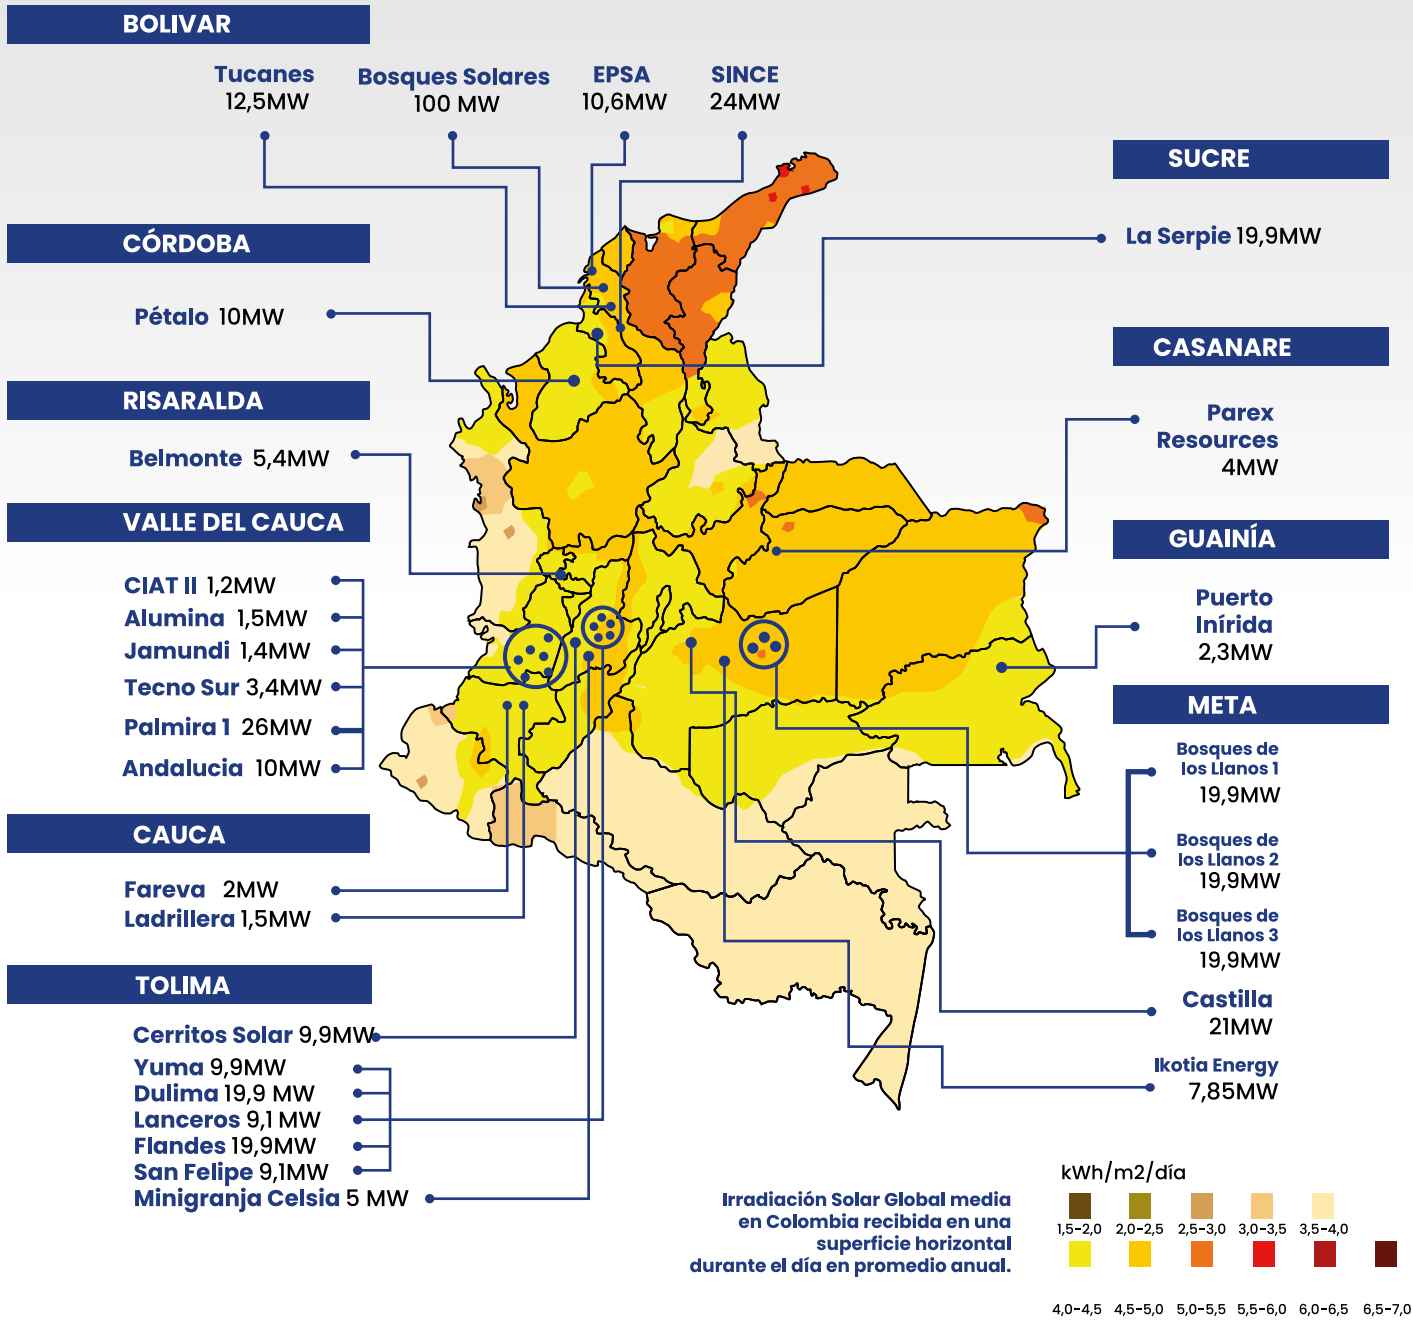 BOLIVAR
Tucanes
12,5MW
Bosques Solares
100 MW
EPSA
10,6MW
SINCE
24MW
SUCRE
La Serpie 19,9MW
CÓRDOBA
Pétalo 10MW
CASANARE
Parex
Resources
4MW
RISARALDA
Belmonte 5,4MW
VALLE DEL CAUCA
CIAT II 1,2MW
Alumina 1,5MW
Jamundi 1,4MW
Tecno Sur 3,4MW
Palmira 1 26MW
Andalucia 10MW
GUAINÍA
Puerto
Inírida
2,3MW
META
Bosques de
los Llanos 1
19,9MW
Bosques de
los Llanos 2
19,9MW
Bosques de
los Llanos 3
19,9MW
Castilla
21MW
Ikotia Energy
7,85MW
CAUCA
Fareva 2MW
Ladrillera 1,5MW
TOLIMA
Cerritos Solar 9,9MW
Yuma 9,9MW
Dulima 19,9 MW
Lanceros 9,1 MW
Flandes 19,9MW
San Felipe 9,1MW
Minigranja Celsia 5 MW
Irradiación Solar Global media
en Colombia recibida en una
superficie horizontal
durante el día en promedio anual.
kWh/m2/día
1,5-2,0 2,0-2,5 2,5-3,0 3,0-3,5 3,5-4,0
4,0-4,5 4,5-5,0 5,0-5,5 5,5-6,0 6,0-6,5 6,5-7,0